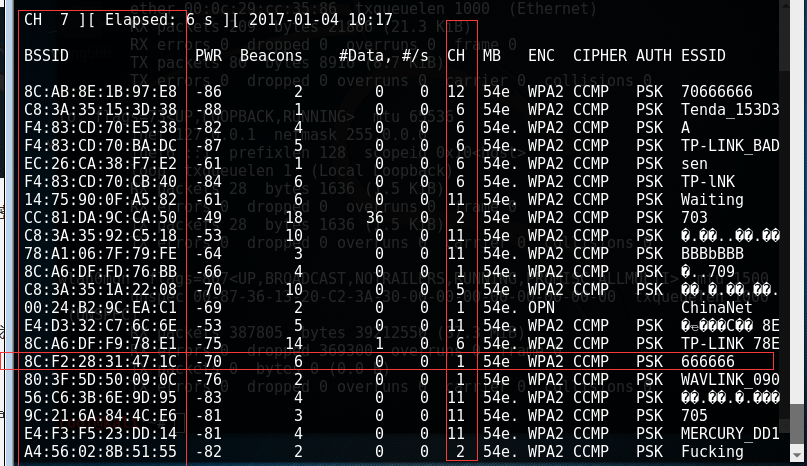 CH 7 ][ Elapsed: 6 s ][ 2017-01-04 10:17
BSSID PWR Beacons #Data, #/s CH MB ENC CIPHER AUTH ESSID
8C:AB:8E:1B:97:E8 -86 2 0 0 12 54e WPA2 CCMP PSK 70666666
C8:3A:35:15:3D:38 -88 1 0 0 6 54e WPA2 CCMP PSK Tenda_153D3
F4:83:CD:70:E5:38 -82 4 0 0 6 54e. WPA2 CCMP PSK A
F4:83:CD:70:BA:DC -87 5 0 0 6 54e. WPA2 CCMP PSK TP-LINK_BAD
EC:26:CA:38:F7:E2 -61 1 0 0 6 54e. WPA2 CCMP PSK sen
F4:83:CD:70:CB:40 -84 6 0 0 1 54e. WPA2 CCMP PSK TP-lNK
14:75:90:0F:A5:82 -61 6 0 0 11 54e. WPA2 CCMP PSK Waiting
CC:81:DA:9C:CA:50 -49 18 36 0 2 54e WPA2 CCMP PSK 703
C8:3A:35:92:C5:18 -53 10 0 0 11 54e WPA2 CCMP PSK
78:A1:06:7F:79:FE -64 3 0 0 11 54e. WPA2 CCMP PSK BBBbBBB
8C:A6:DF:FD:76:BB -66 4 0 0 1 54e. WPA2 CCMP PSK �..709
C8:3A:35:1A:22:08 -70 10 0 0 5 54e WPA2 CCMP PSK
00:24:B2:9C:EA:C1 -69 2 0 0 1 54e. OPN ChinaNet
E4:D3:32:C7:6C:6E -53 5 0 0 11 54e. WPA2 CCMP PSK 8E
8C:A6:DF:F9:78:E1 -75 14 1 0 6 54e. WPA2 CCMP PSK TP-LINK_78E
8C:F2:28:31:47:1C -70 6 0 0 1 54e. WPA2 CCMP PSK 666666
80:3F:5D:50:09:0C -76 2 0 0 7 54e. WPA2 CCMP PSK WAVLINK_090
56:C6:3B:6E:9D:95 -83 4 0 0 11 54e. WPA2 CCMP PSK
9C:21:6A:84:4C:E6 -81 3 0 0 11 54e. WPA2 CCMP PSK 705
E4:F3:F5:23:DD:14 -81 4 0 0 11 54e. WPA2 CCMP PSK MERCURY_DD1
A4:56:02:8B:51:55 -82 2 0 0 2 54e. WPA2 CCMP PSK Fucking